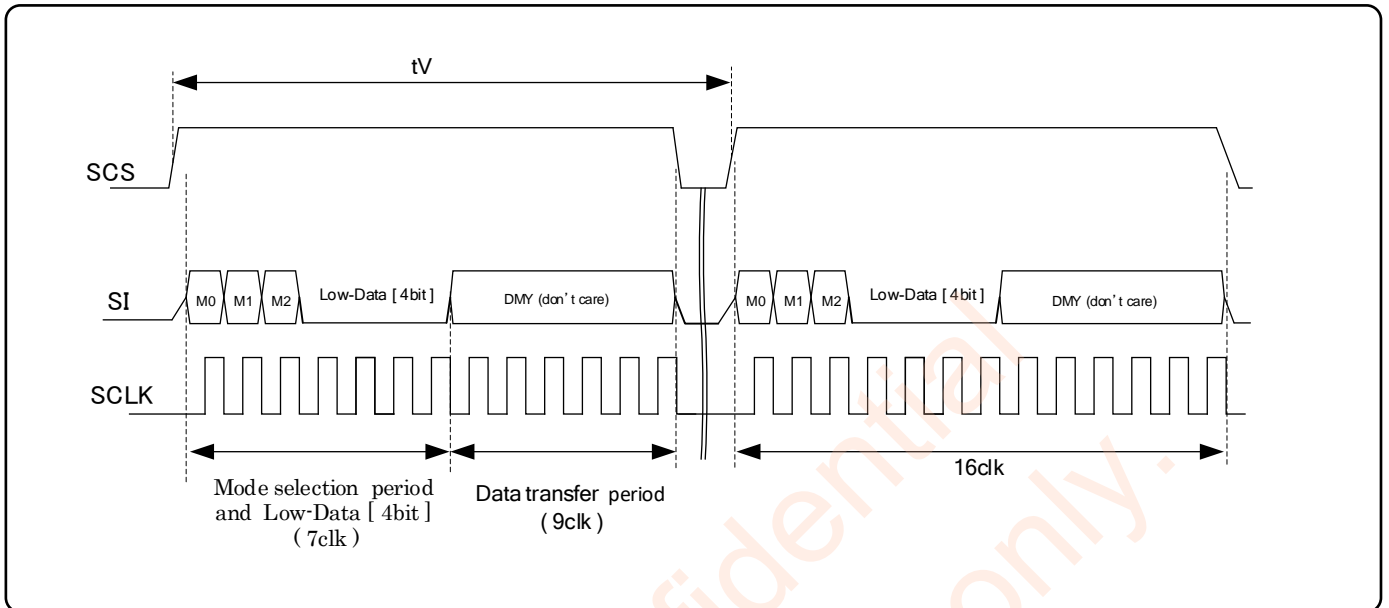 tV
SCS
SI
M0 M1 M2 Low-Data [ 4bit ] DMY (don't care) M0 M1 M2 Low-Data [ 4bit ] DMY (don't care)
SCLK
16clk
Mode selection period
and Low-Data [ 4bit ]
( 7clk )
Data transfer period
( 9clk )
only.